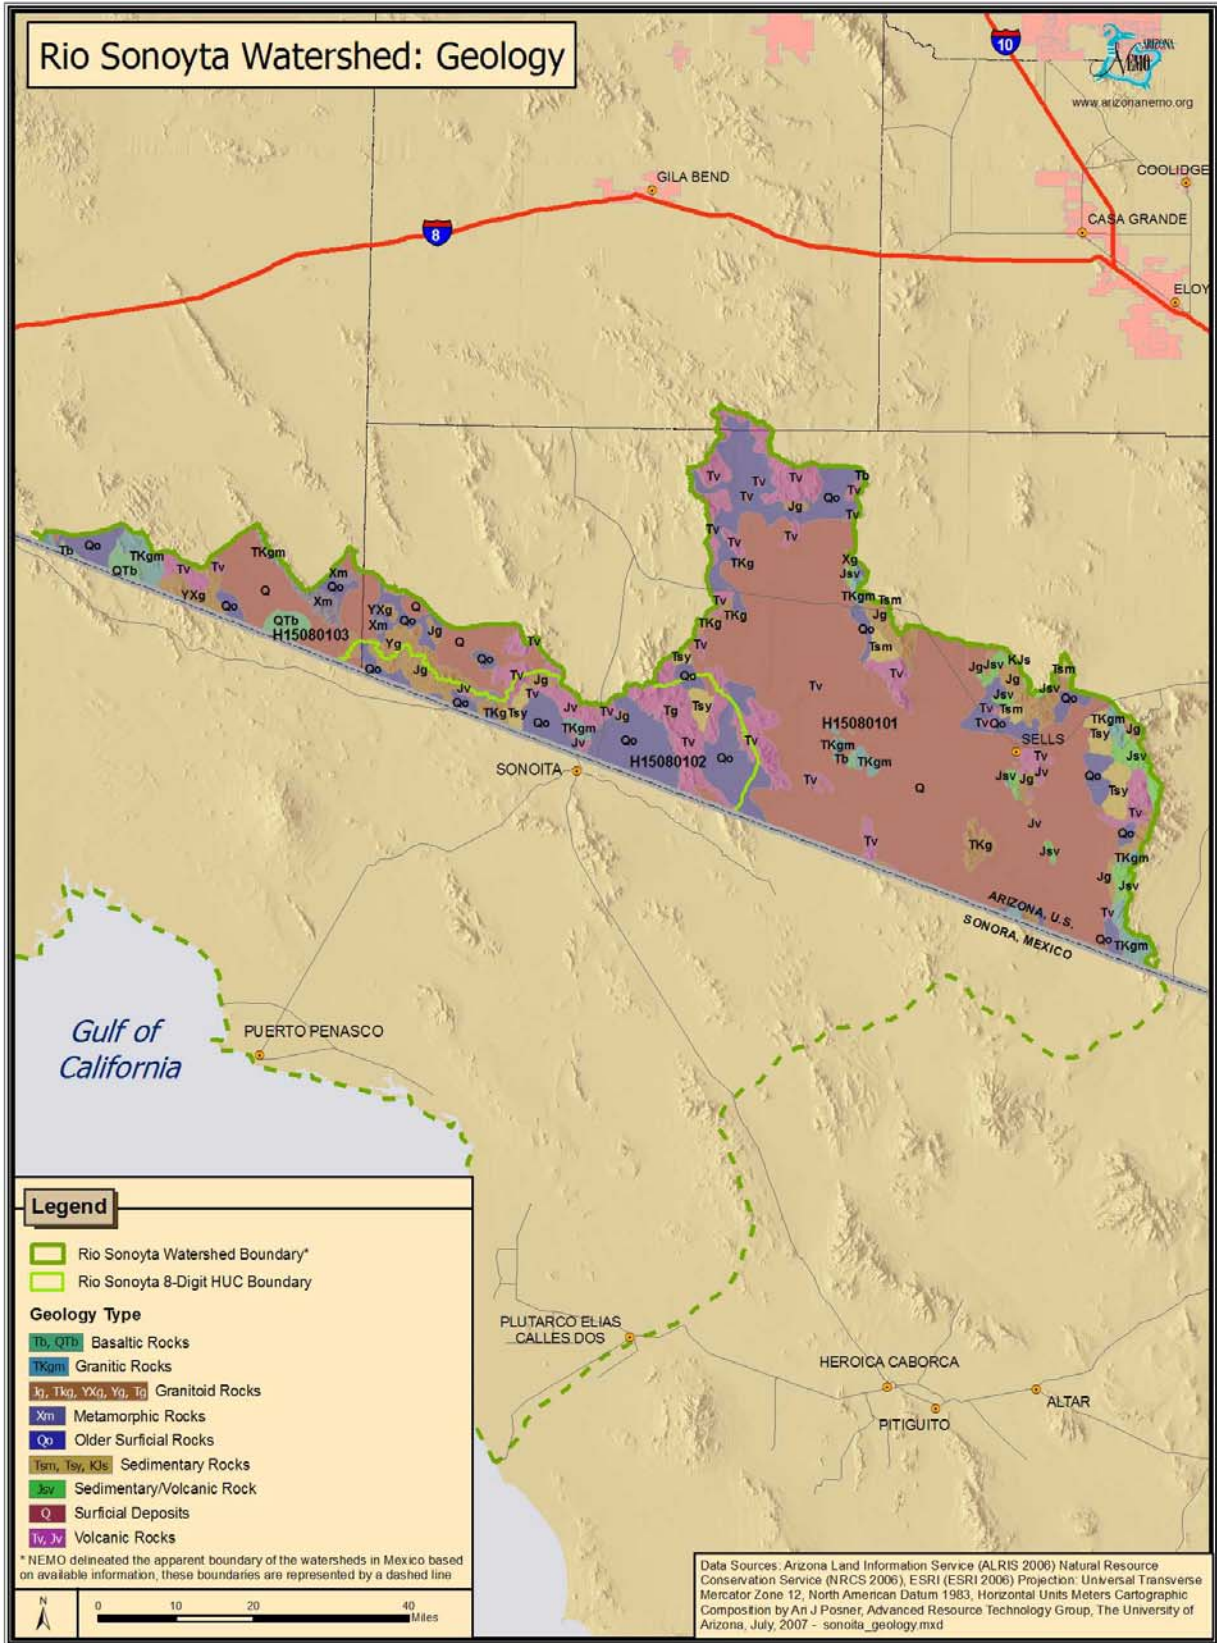 Rio Sonoyta Watershed: Geology
10
ARIZONA
NEMO
www.arizonanemo.org
COOLIDGE
GILA BEND
CASA GRANDE
8
ELOY
Tv
Tv
Tv
Tb
Tv
Qo
Tv
Jg
Tv
Tv
Tv
Tv
Tb
Qo
TKgm
QTb
Tv
Tv
TKgm
YXg
Q
Qo
Xm
Qo
Xm
QTb
H15080103
YXg
Q
Xm
Qo
Jg
Yg
Q
Qo
Tv
Tv
Jg
TKg
Xg
Jsv
TKgm
Tsm
Jg
Qo
Tsm
Tv
TKg
TKg
Tv
Tsy
Qo
Tv
Qo
Jg
Jv
Qo
TKg
Tsy
Tv
Qo
Jv
TKgm
Jv
Tv
Jg
Qo
Tg
Tsy
Tv
Qo
H15080102
Tv
Tv
H15080101
Jg
Jsv
KJs
Jg
Tsm
Jsv
Jsv
Qo
Tsm
Tv
Tv
Qo
SELLS
Tv
Jv
Jsv
Jg
TKgm
Tb
TKgm
Tv
Q
TKgm
Tsy
Jg
Jsv
Qo
Tsy
Tv
Qo
Jv
Jsv
TKg
Tv
TKgm
Jg
Jsv
Tv
Qo
TKgm
SONOITA
ARIZONA, U.S.
SONORA, MEXICO
Gulf of
California
PUERTO PENASCO
PLUTARCO ELIAS
CALLES DOS
HEROICA CABORCA
PITIGUITO
ALTAR
Legend
Rio Sonoyta Watershed Boundary*
Rio Sonoyta 8-Digit HUC Boundary
Geology Type
Tb, QTb Basaltic Rocks
TKgm Granitic Rocks
Jg, Tkg, YXg, Yg, Tg Granitoid Rocks
Xm Metamorphic Rocks
Qo Older Surficial Rocks
Tsm, Tsy, KJs Sedimentary Rocks
Jsv Sedimentary/Volcanic Rock
Q Surficial Deposits
Tv, Jv Volcanic Rocks
* NEMO delineated the apparent boundary of the watersheds in Mexico based
on available information, these boundaries are represented by a dashed line
N
0 10 20 40
Miles
Data Sources: Arizona Land Information Service (ALRIS 2006) Natural Resource
Conservation Service (NRCS 2006), ESRI (ESRI 2006) Projection: Universal Transverse
Mercator Zone 12, North American Datum 1983, Horizontal Units Meters Cartographic
Composition by Ari J Posner, Advanced Resource Technology Group, The University of
Arizona, July, 2007 - sonoita_geology.mxd